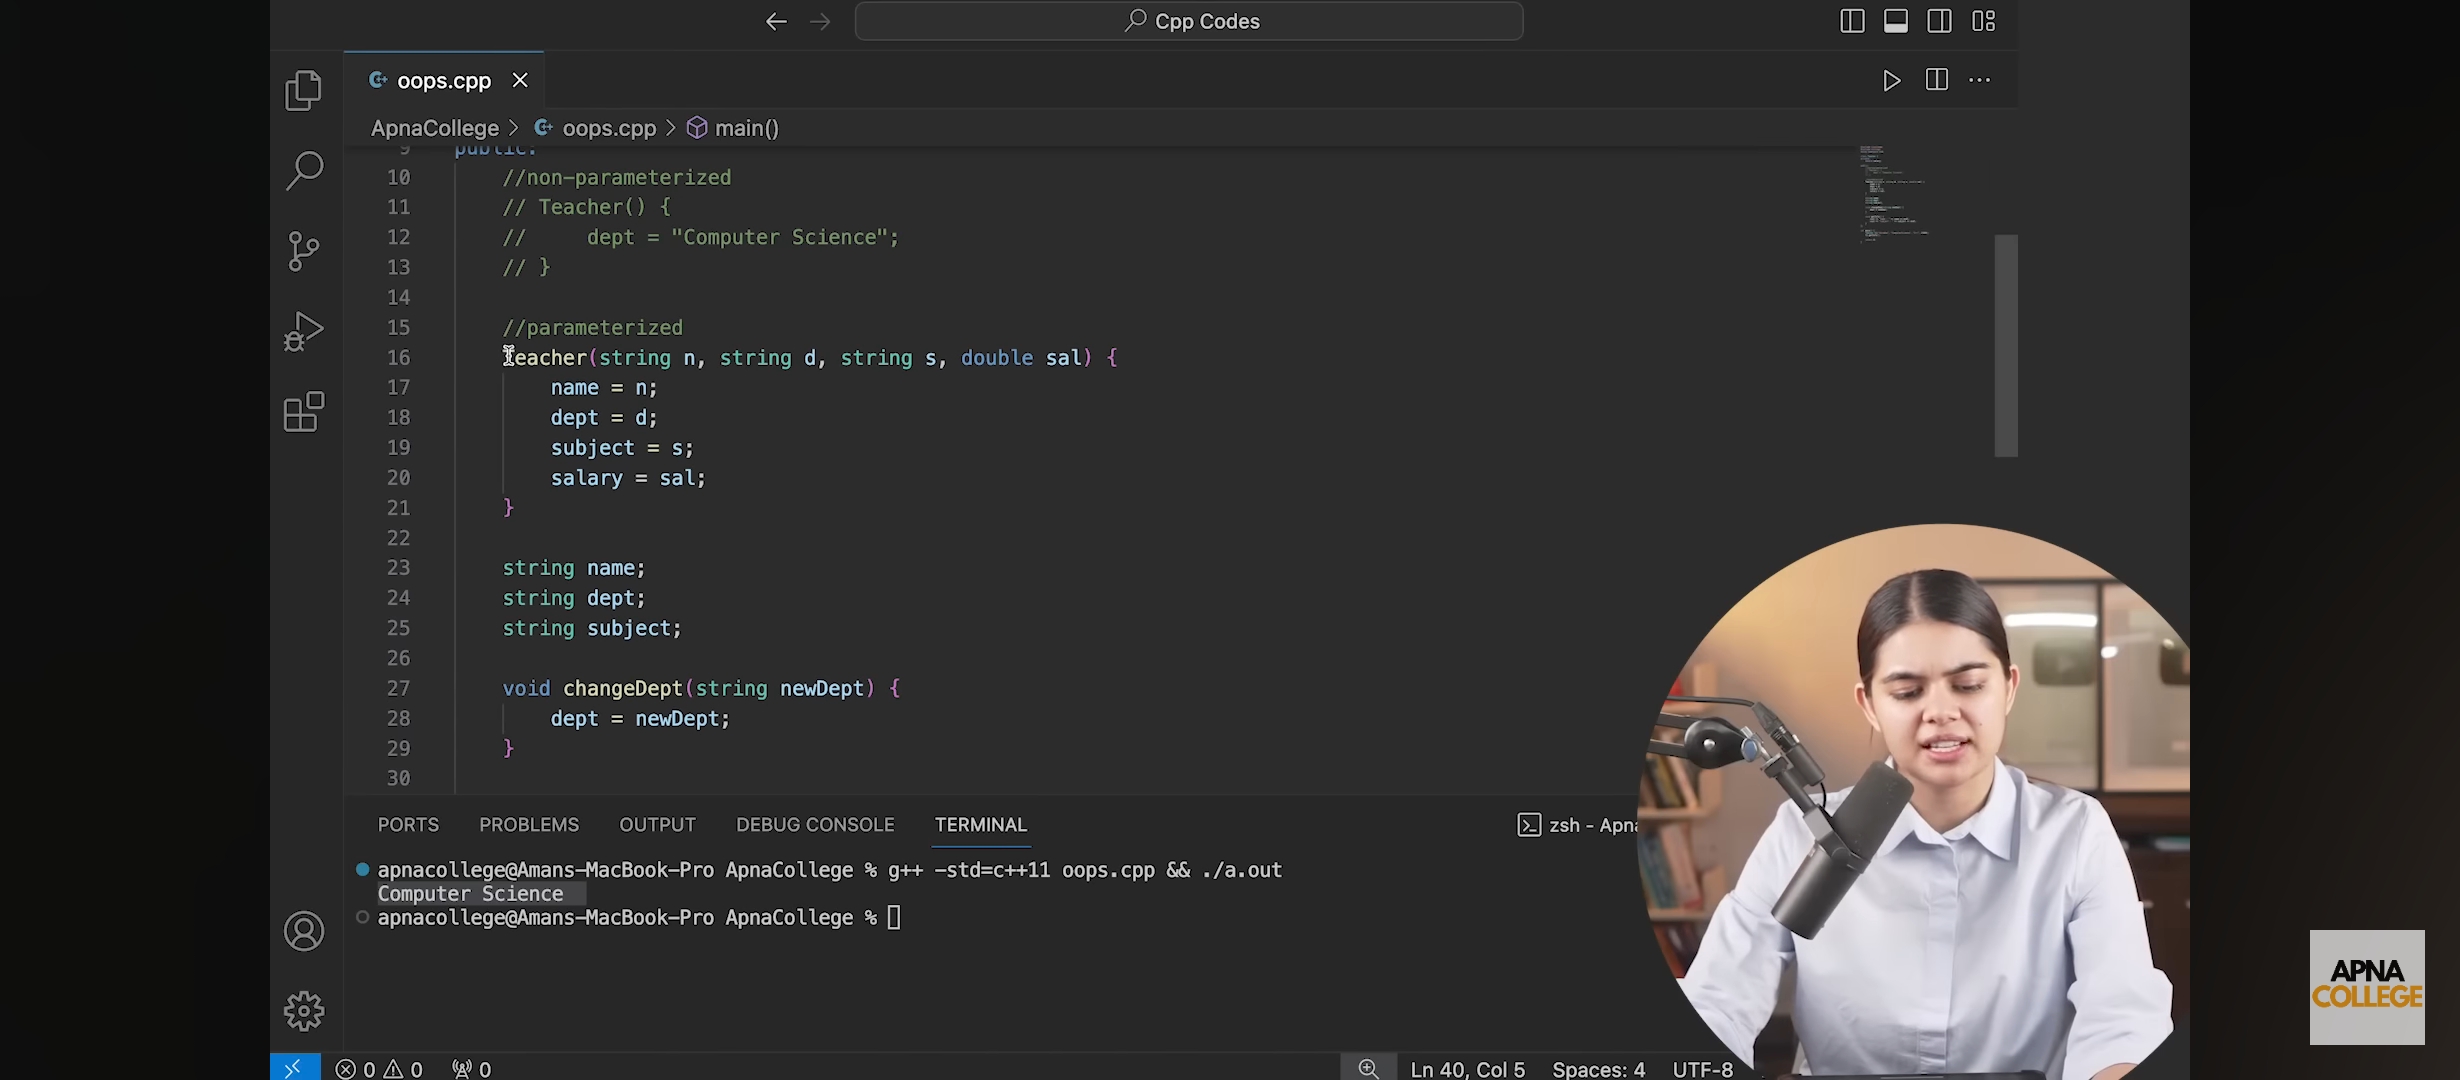 Cpp Codes
oops.cpp
ApnaCollege > oops.cpp > main()
9 public:
10 //non-parameterized
11 // Teacher() {
12 //     dept = "Computer Science";
13 // }
14
15 //parameterized
16 Teacher(string n, string d, string s, double sal) {
17     name = n;
18     dept = d;
19     subject = s;
20     salary = sal;
21 }
22
23 string name;
24 string dept;
25 string subject;
26
27 void changeDept(string newDept) {
28     dept = newDept;
29 }
30
PORTS PROBLEMS OUTPUT DEBUG CONSOLE TERMINAL zsh - Apna
apnacollege@Amans-MacBook-Pro ApnaCollege % g++ -std=c++11 oops.cpp && ./a.out
Computer Science
apnacollege@Amans-MacBook-Pro ApnaCollege %
0 0 0 Ln 40, Col 5 Spaces: 4 UTF-8
APNA
COLLEGE